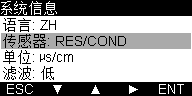 系统信息
语言: ZH
传感器: RES/COND
单位: µs/cm
滤波: 低
ESC ▼ ▲ ► ENT